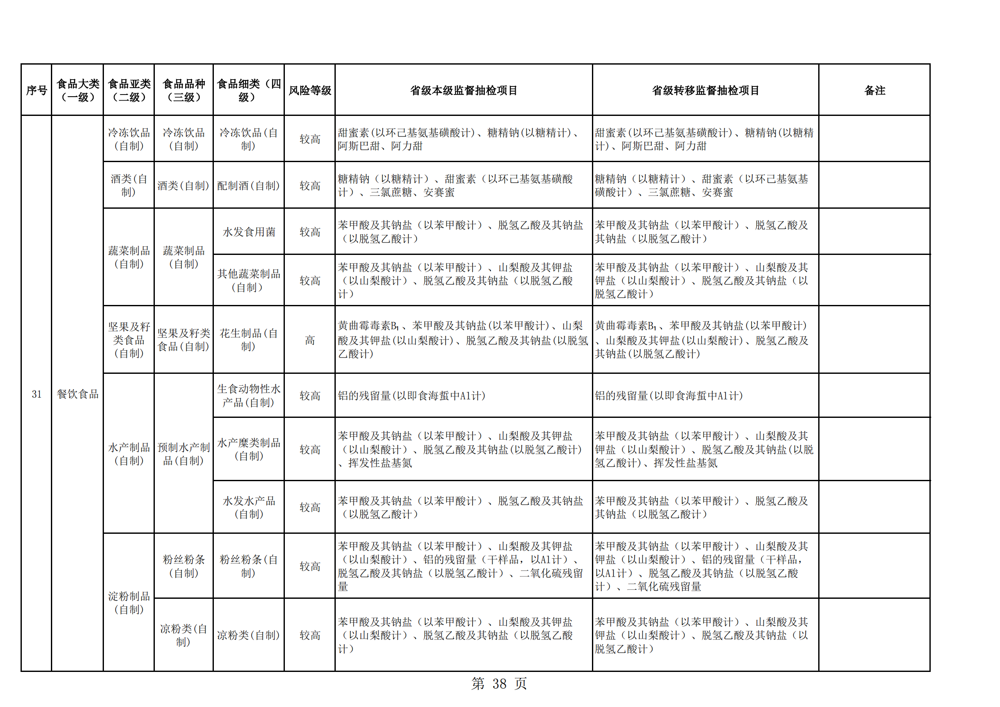 序号
食品大类
（一级）
食品亚类
（二级）
食品品种
（三级）
食品细类（四
级）
风险等级
省级本级监督抽检项目
省级转移监督抽检项目
备注
31
餐饮食品
冷冻饮品
(自制)
冷冻饮品
(自制)
冷冻饮品(自
制)
较高
甜蜜素(以环己基氨基磺酸计)、糖精钠(以糖精计)、
阿斯巴甜、阿力甜
甜蜜素(以环己基氨基磺酸计)、糖精钠(以糖精
计)、阿斯巴甜、阿力甜
酒类(自
制)
酒类(自制)
配制酒(自制)
较高
糖精钠（以糖精计）、甜蜜素（以环己基氨基磺酸
计）、三氯蔗糖、安赛蜜
糖精钠（以糖精计）、甜蜜素（以环己基氨基
磺酸计）、三氯蔗糖、安赛蜜
蔬菜制品
(自制)
蔬菜制品
(自制)
水发食用菌
较高
苯甲酸及其钠盐（以苯甲酸计）、脱氢乙酸及其钠盐
（以脱氢乙酸计）
苯甲酸及其钠盐（以苯甲酸计）、脱氢乙酸及
其钠盐（以脱氢乙酸计）
其他蔬菜制品
(自制）
较高
苯甲酸及其钠盐（以苯甲酸计）、山梨酸及其钾盐
（以山梨酸计）、脱氢乙酸及其钠盐（以脱氢乙酸
计）
苯甲酸及其钠盐（以苯甲酸计）、山梨酸及其
钾盐（以山梨酸计）、脱氢乙酸及其钠盐（以
脱氢乙酸计）
坚果及籽
类食品
(自制)
坚果及籽类
食品(自制)
花生制品(自
制)
高
黄曲霉毒素B₁、苯甲酸及其钠盐(以苯甲酸计)、山梨
酸及其钾盐(以山梨酸计)、脱氢乙酸及其钠盐(以脱氢
乙酸计)
黄曲霉毒素B₁、苯甲酸及其钠盐(以苯甲酸计)
、山梨酸及其钾盐(以山梨酸计)、脱氢乙酸及
其钠盐(以脱氢乙酸计)
水产制品
(自制)
预制水产制
品(自制)
生食动物性水
产品(自制)
较高
铝的残留量(以即食海蜇中Al计)
铝的残留量(以即食海蜇中Al计)
水产糜类制品
(自制)
较高
苯甲酸及其钠盐（以苯甲酸计）、山梨酸及其钾盐
（以山梨酸计）、脱氢乙酸及其钠盐(以脱氢乙酸计)
、挥发性盐基氮
苯甲酸及其钠盐（以苯甲酸计）、山梨酸及其
钾盐（以山梨酸计）、脱氢乙酸及其钠盐(以脱
氢乙酸计)、挥发性盐基氮
水发水产品
(自制)
较高
苯甲酸及其钠盐（以苯甲酸计）、脱氢乙酸及其钠盐
（以脱氢乙酸计）
苯甲酸及其钠盐（以苯甲酸计）、脱氢乙酸及
其钠盐（以脱氢乙酸计）
淀粉制品
(自制)
粉丝粉条
(自制)
粉丝粉条(自
制)
较高
苯甲酸及其钠盐（以苯甲酸计）、山梨酸及其钾盐
（以山梨酸计）、铝的残留量（干样品，以Al计）、
脱氢乙酸及其钠盐（以脱氢乙酸计）、二氧化硫残留
量
苯甲酸及其钠盐（以苯甲酸计）、山梨酸及其
钾盐（以山梨酸计）、铝的残留量（干样品，
以Al计）、脱氢乙酸及其钠盐（以脱氢乙酸
计）、二氧化硫残留量
凉粉类(自
制)
凉粉类(自制)
较高
苯甲酸及其钠盐（以苯甲酸计）、山梨酸及其钾盐
（以山梨酸计）、脱氢乙酸及其钠盐（以脱氢乙酸
计）
苯甲酸及其钠盐（以苯甲酸计）、山梨酸及其
钾盐（以山梨酸计）、脱氢乙酸及其钠盐（以
脱氢乙酸计）
第 38 页